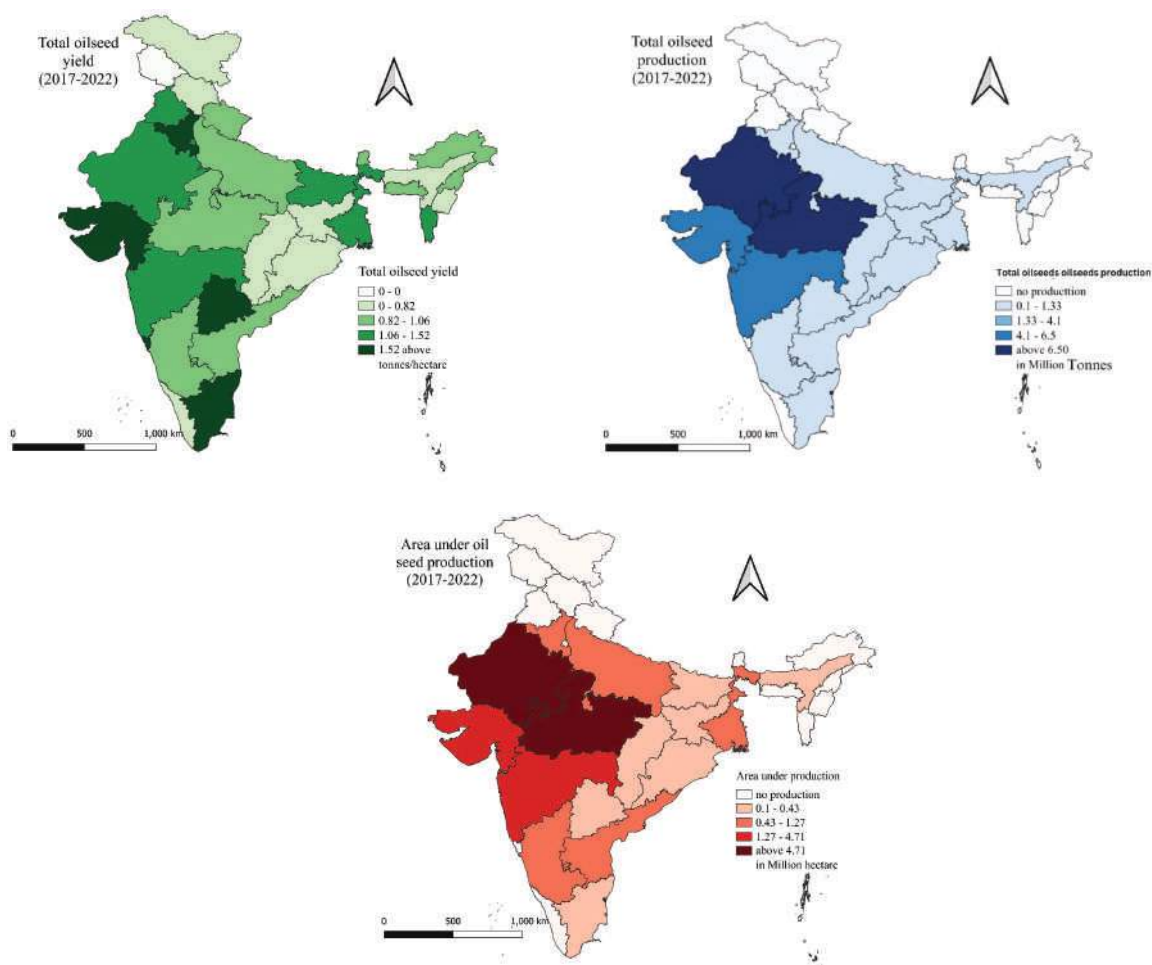 Total oilseed
yield
(2017-2022)
Total oilseed yield
0 - 0
0 - 0.82
0.82 - 1.06
1.06 - 1.52
1.52 above
tonnes/hectare
0 500 1,000 km
Total oilseed
production
(2017-2022)
Total oilseeds oilseeds production
no producttion
0.1 - 1.33
1.33 - 4.1
4.1 - 6.5
above 6.50
in Million Tonnes
0 500 1,000 km
Area under oil
seed production
(2017-2022)
Area under production
no production
0.1 - 0.43
0.43 - 1.27
1.27 - 4.71
above 4.71
in Million hectare
0 500 1,000 km